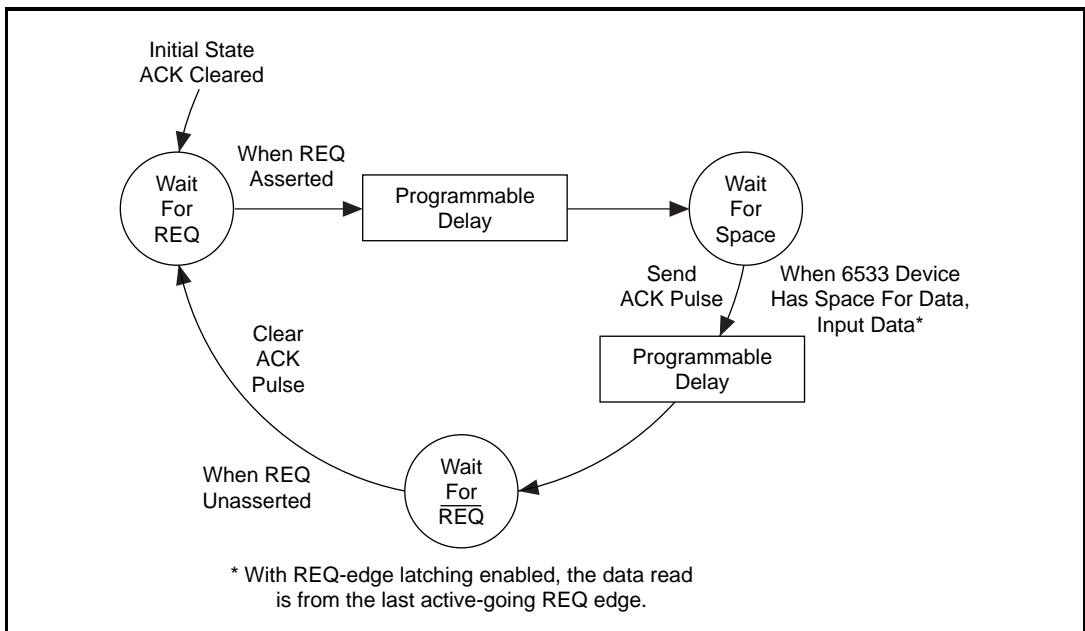 Initial State
ACK Cleared
When REQ
Asserted
Wait
For
REQ
Programmable
Delay
Wait
For
Space
Send
ACK Pulse
When 6533 Device
Has Space For Data,
Input Data*
Programmable
Delay
Clear
ACK
Pulse
When REQ
Unasserted
Wait
For
R̅E̅Q̅
* With REQ-edge latching enabled, the data read
is from the last active-going REQ edge.